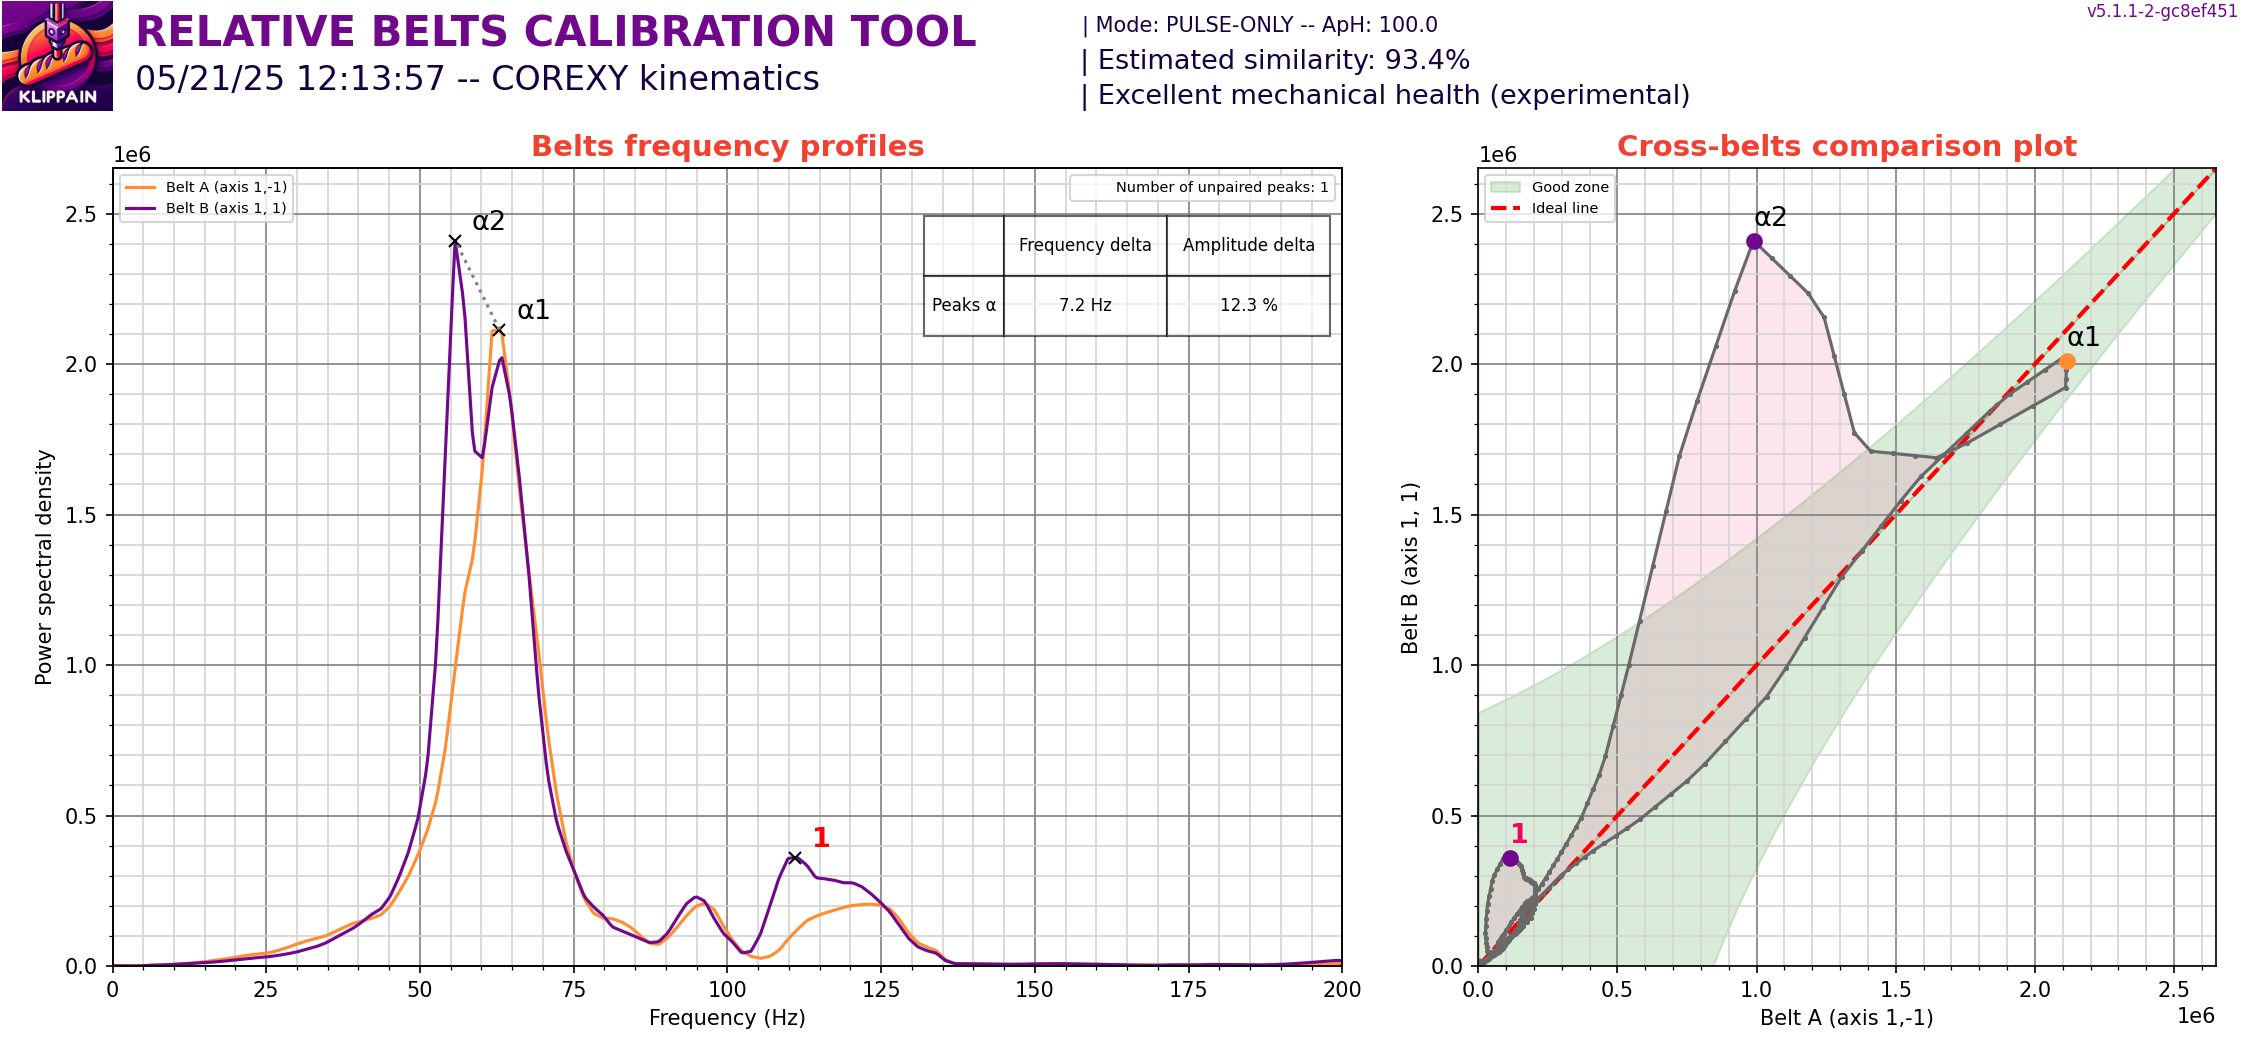 KLIPPAIN
RELATIVE BELTS CALIBRATION TOOL
05/21/25 12:13:57 -- COREXY kinematics
| Mode: PULSE-ONLY -- ApH: 100.0
| Estimated similarity: 93.4%
| Excellent mechanical health (experimental)
v5.1.1-2-gc8ef451
Belts frequency profiles
1e6
Belt A (axis 1,-1)
Belt B (axis 1, 1)
Number of unpaired peaks: 1
Frequency delta Amplitude delta
Peaks α 7.2 Hz 12.3 %
α2
α1
1
2.5
2.0
1.5
1.0
0.5
0.0
Power spectral density
0 25 50 75 100 125 150 175 200
Frequency (Hz)
Cross-belts comparison plot
1e6
Good zone
Ideal line
α2
α1
1
2.5
2.0
1.5
1.0
0.5
0.0
Belt B (axis 1, 1)
0.0 0.5 1.0 1.5 2.0 2.5
Belt A (axis 1,-1)
1e6